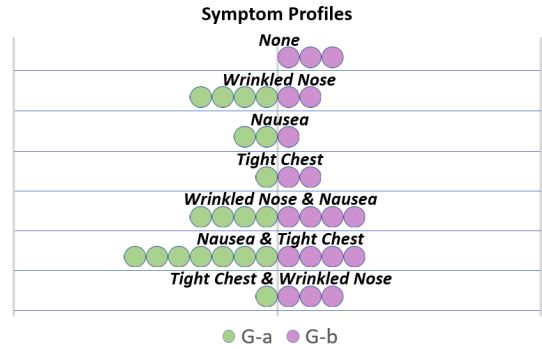 Symptom Profiles
None
Wrinkled Nose
Nausea
Tight Chest
Wrinkled Nose & Nausea
Nausea & Tight Chest
Tight Chest & Wrinkled Nose
G-a G-b